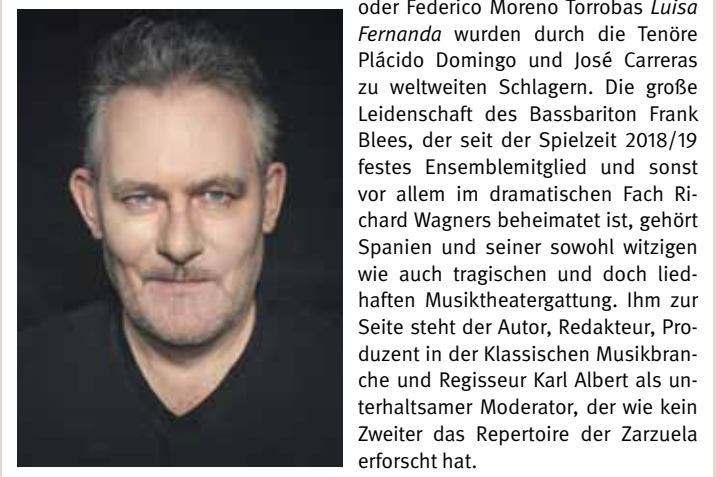 oder Federico Moreno Torrobas Luisa
Fernanda wurden durch die Tenöre
Plácido Domingo und José Carreras
zu weltweiten Schlagern. Die große
Leidenschaft des Bassbariton Frank
Blees, der seit der Spielzeit 2018/19
festes Ensemblemitglied und sonst
vor allem im dramatischen Fach Ri-
chard Wagners beheimatet ist, gehört
Spanien und seiner sowohl witzigen
wie auch tragischen und doch lied-
haften Musiktheatergattung. Ihm zur
Seite steht der Autor, Redakteur, Pro-
duzent in der Klassischen Musikbran-
che und Regisseur Karl Albert als un-
terhaltsamer Moderator, der wie kein
Zweiter das Repertoire der Zarzuela
erforscht hat.